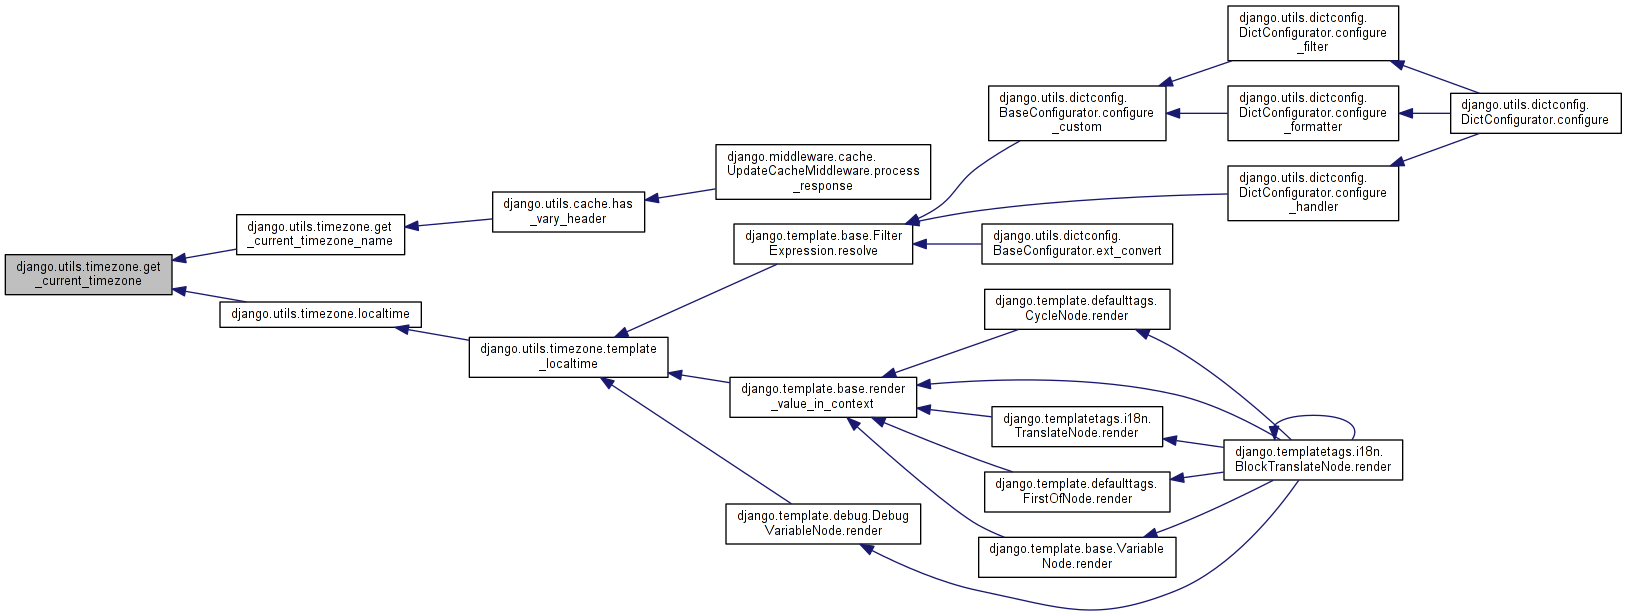 django.utils.dictconfig.
DictConfigurator.configure
_filter
django.utils.dictconfig.
BaseConfigurator.configure
_custom
django.utils.dictconfig.
DictConfigurator.configure
_formatter
django.utils.dictconfig.
DictConfigurator.configure
django.middleware.cache.
UpdateCacheMiddleware.process
_response
django.utils.dictconfig.
DictConfigurator.configure
_handler
django.utils.cache.has
_vary_header
django.utils.timezone.get
_current_timezone_name
django.template.base.Filter
Expression.resolve
django.utils.dictconfig.
BaseConfigurator.ext_convert
django.utils.timezone.get
_current_timezone
django.utils.timezone.localtime
django.template.defaulttags.
CycleNode.render
django.utils.timezone.template
_localtime
django.template.base.render
_value_in_context
django.templatetags.i18n.
TranslateNode.render
django.templatetags.i18n.
BlockTranslateNode.render
django.template.defaulttags.
FirstOfNode.render
django.template.debug.Debug
VariableNode.render
django.template.base.Variable
Node.render